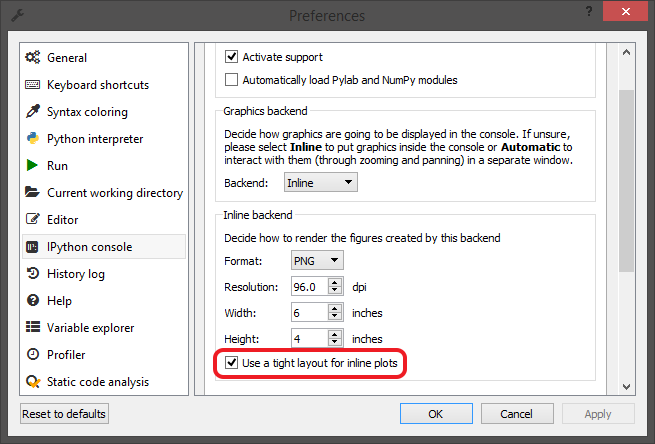 Preferences
?
General
Keyboard shortcuts
Syntax coloring
Python interpreter
Run
Current working directory
Editor
IPython console
History log
Help
Variable explorer
Profiler
Static code analysis
Activate support
Automatically load Pylab and NumPy modules
Graphics backend
Decide how graphics are going to be displayed in the console. If unsure,
please select Inline to put graphics inside the console or Automatic to
interact with them (through zooming and panning) in a separate window.
Backend: Inline
Inline backend
Decide how to render the figures created by this backend
Format: PNG
Resolution: 96.0 dpi
Width: 6 inches
Height: 4 inches
Use a tight layout for inline plots
Reset to defaults
OK
Cancel
Apply